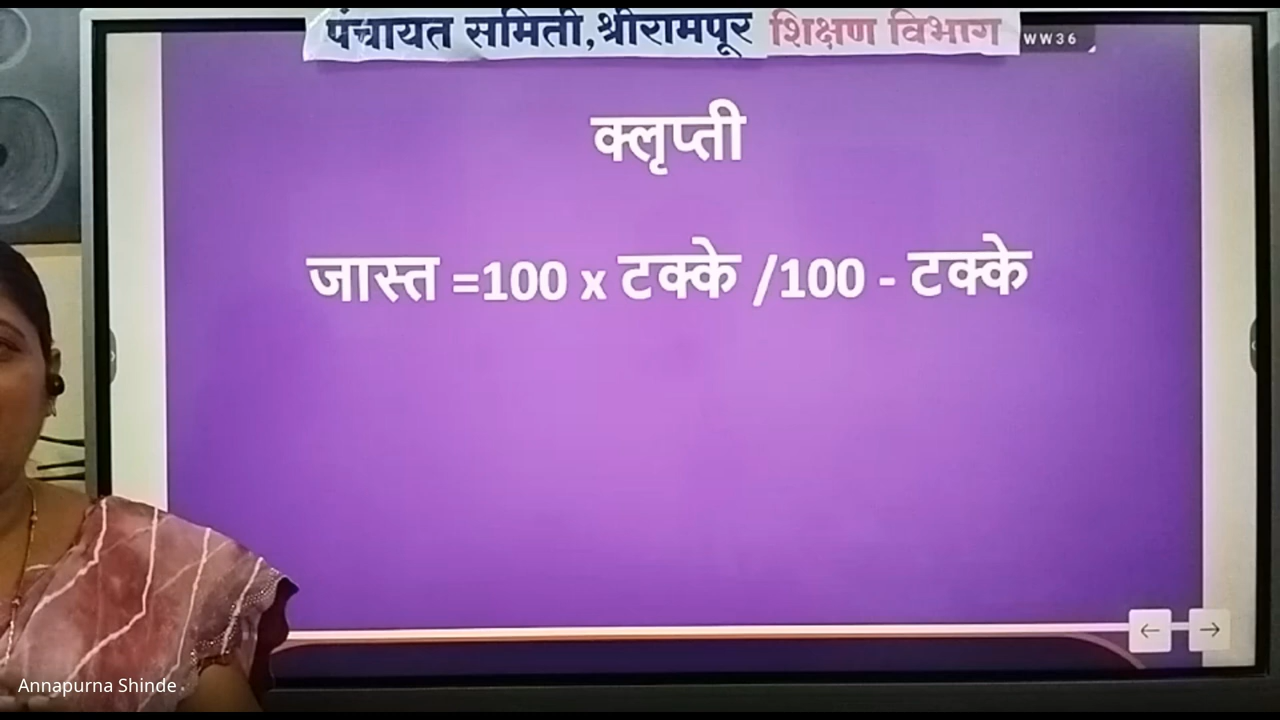 पंचायत समिती,श्रीरामपूर शिक्षण विभाग
WW36
क्लृप्ती
जास्त =100 x टक्के /100 - टक्के
Annapurna Shinde